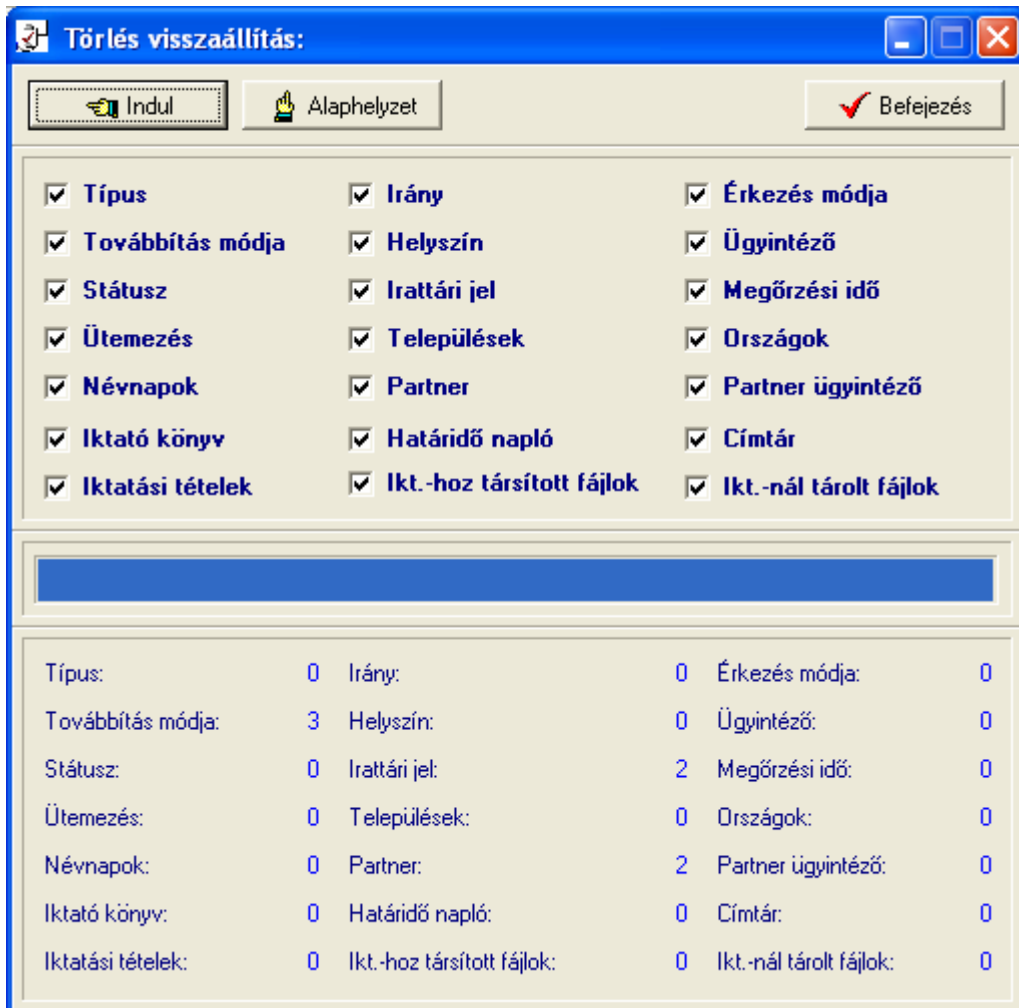 Törlés visszaállítás:
Indul Alaphelyzet Befejezés
Típus Irány Érkezés módja
Továbbítás módja Helyszín Ügyintéző
Státusz Irattári jel Megőrzési idő
Ütemezés Települések Országok
Névnapok Partner Partner ügyintéző
Iktató könyv Határidő napló Címtár
Iktatási tételek Ikt.-hoz társított fájlok Ikt.-nál tárolt fájlok
Típus: 0 Irány: 0 Érkezés módja: 0
Továbbítás módja: 3 Helyszín: 0 Ügyintéző: 0
Státusz: 0 Irattári jel: 2 Megőrzési idő: 0
Ütemezés: 0 Települések: 0 Országok: 0
Névnapok: 0 Partner: 2 Partner ügyintéző: 0
Iktató könyv: 0 Határidő napló: 0 Címtár: 0
Iktatási tételek: 0 Ikt.-hoz társított fájlok: 0 Ikt.-nál tárolt fájlok: 0